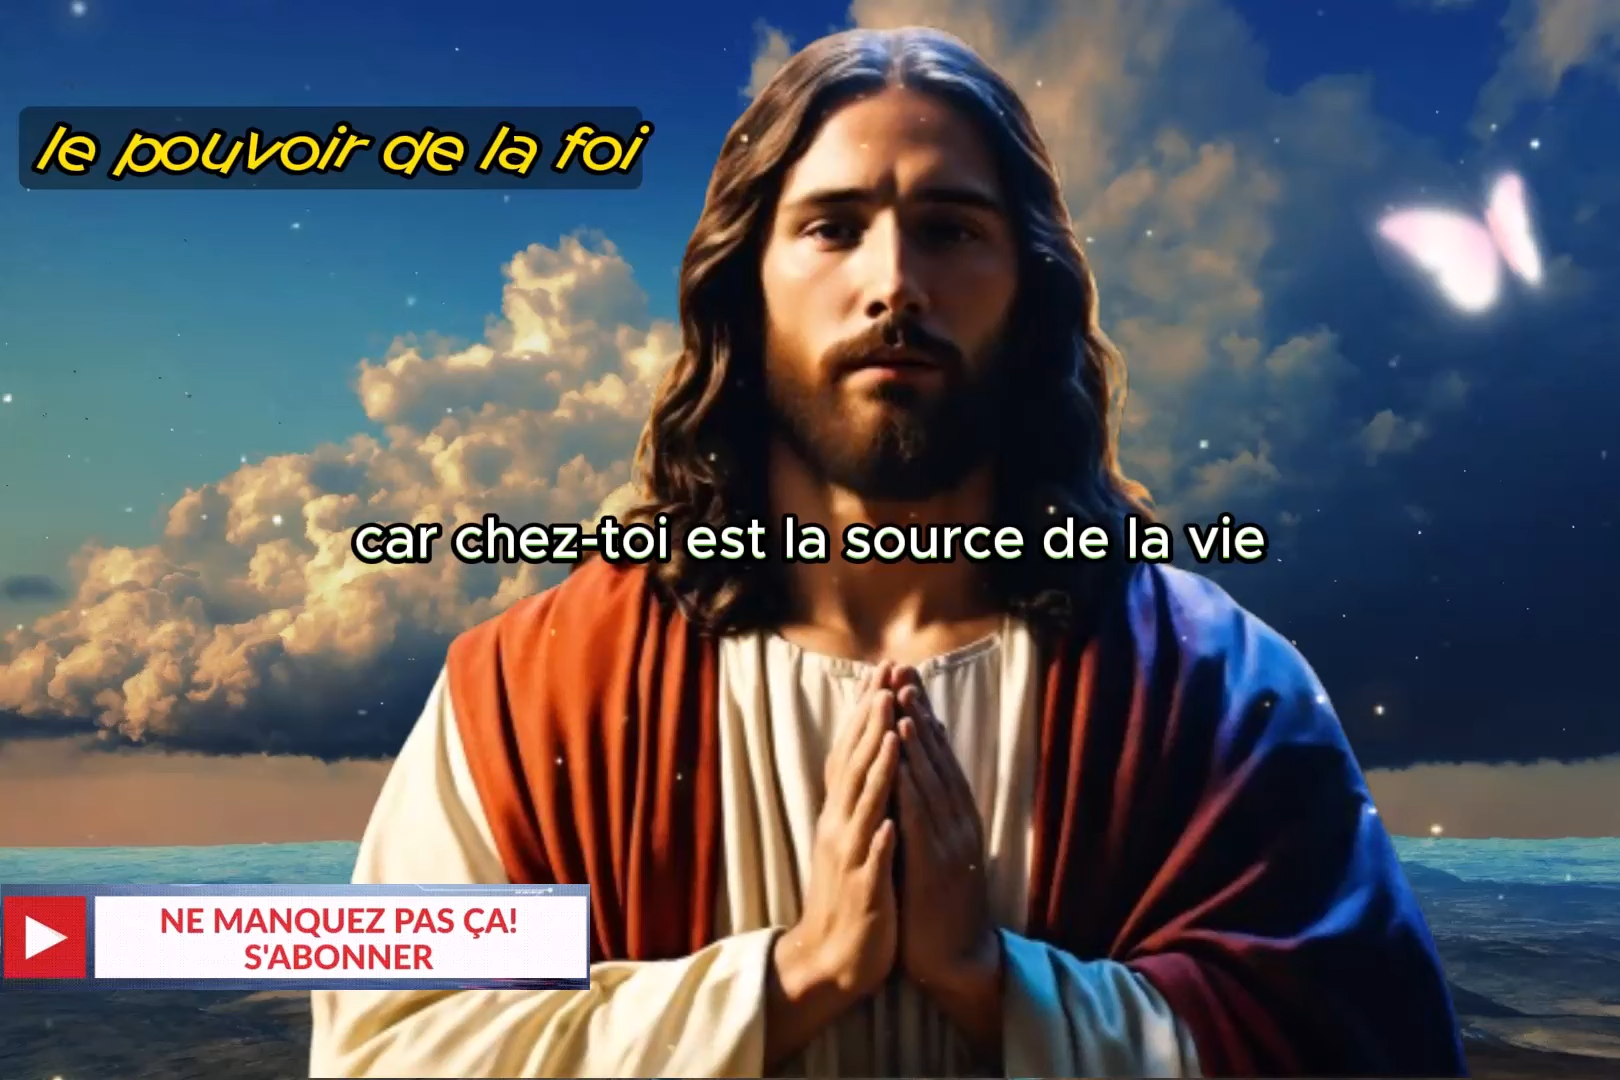 le pouvoir de la foi
car chez-toi est la source de la vie
NE MANQUEZ PAS ÇA!
S'ABONNER